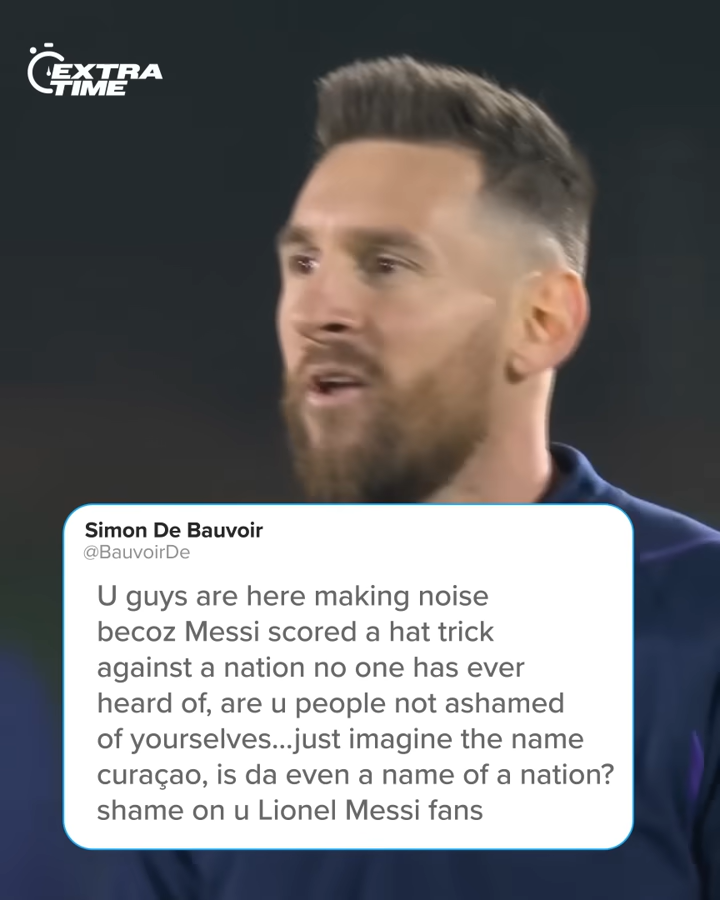 EXTRA
TIME
Simon De Bauvoir
@BauvoirDe
U guys are here making noise
becoz Messi scored a hat trick
against a nation no one has ever
heard of, are u people not ashamed
of yourselves...just imagine the name
curaçao, is da even a name of a nation?
shame on u Lionel Messi fans